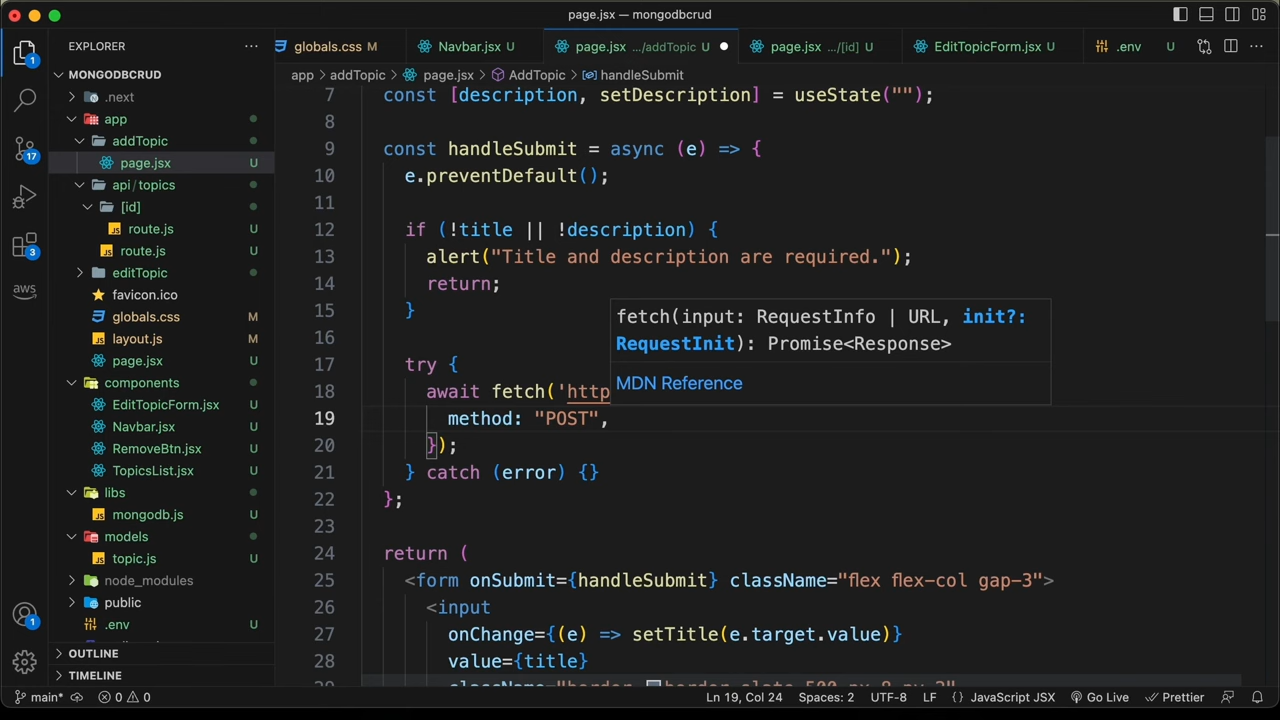 page.jsx — mongodbcrud
EXPLORER
globals.css M
Navbar.jsx U
page.jsx .../addTopic U
page.jsx .../[id] U
EditTopicForm.jsx U
.env U
MONGODBCRUD
app > addTopic > page.jsx > AddTopic > handleSubmit
.next
app
addTopic
page.jsx U
api/topics
[id]
route.js U
route.js U
editTopic
favicon.ico U
globals.css M
layout.js M
page.jsx U
components
EditTopicForm.jsx U
Navbar.jsx U
RemoveBtn.jsx U
TopicsList.jsx U
libs
mongodb.js U
models
topic.js U
node_modules
public
.env U
OUTLINE
TIMELINE
1
17
3
aws
1
7 const [description, setDescription] = useState("");
8
9 const handleSubmit = async (e) => {
10 e.preventDefault();
11
12 if (!title || !description) {
13 alert("Title and description are required.");
14 return;
15 }
16
17 try {
18 await fetch('http
19 method: "POST",
20 });
21 } catch (error) {}
22 };
23
24 return (
25 <form onSubmit={handleSubmit} className="flex flex-col gap-3">
26 <input
27 onChange={(e) => setTitle(e.target.value)}
28 value={title}
fetch(input: RequestInfo | URL, init?:
RequestInit): Promise<Response>
MDN Reference
main* 0 0 Ln 19, Col 24 Spaces: 2 UTF-8 LF {} JavaScript JSX Go Live Prettier